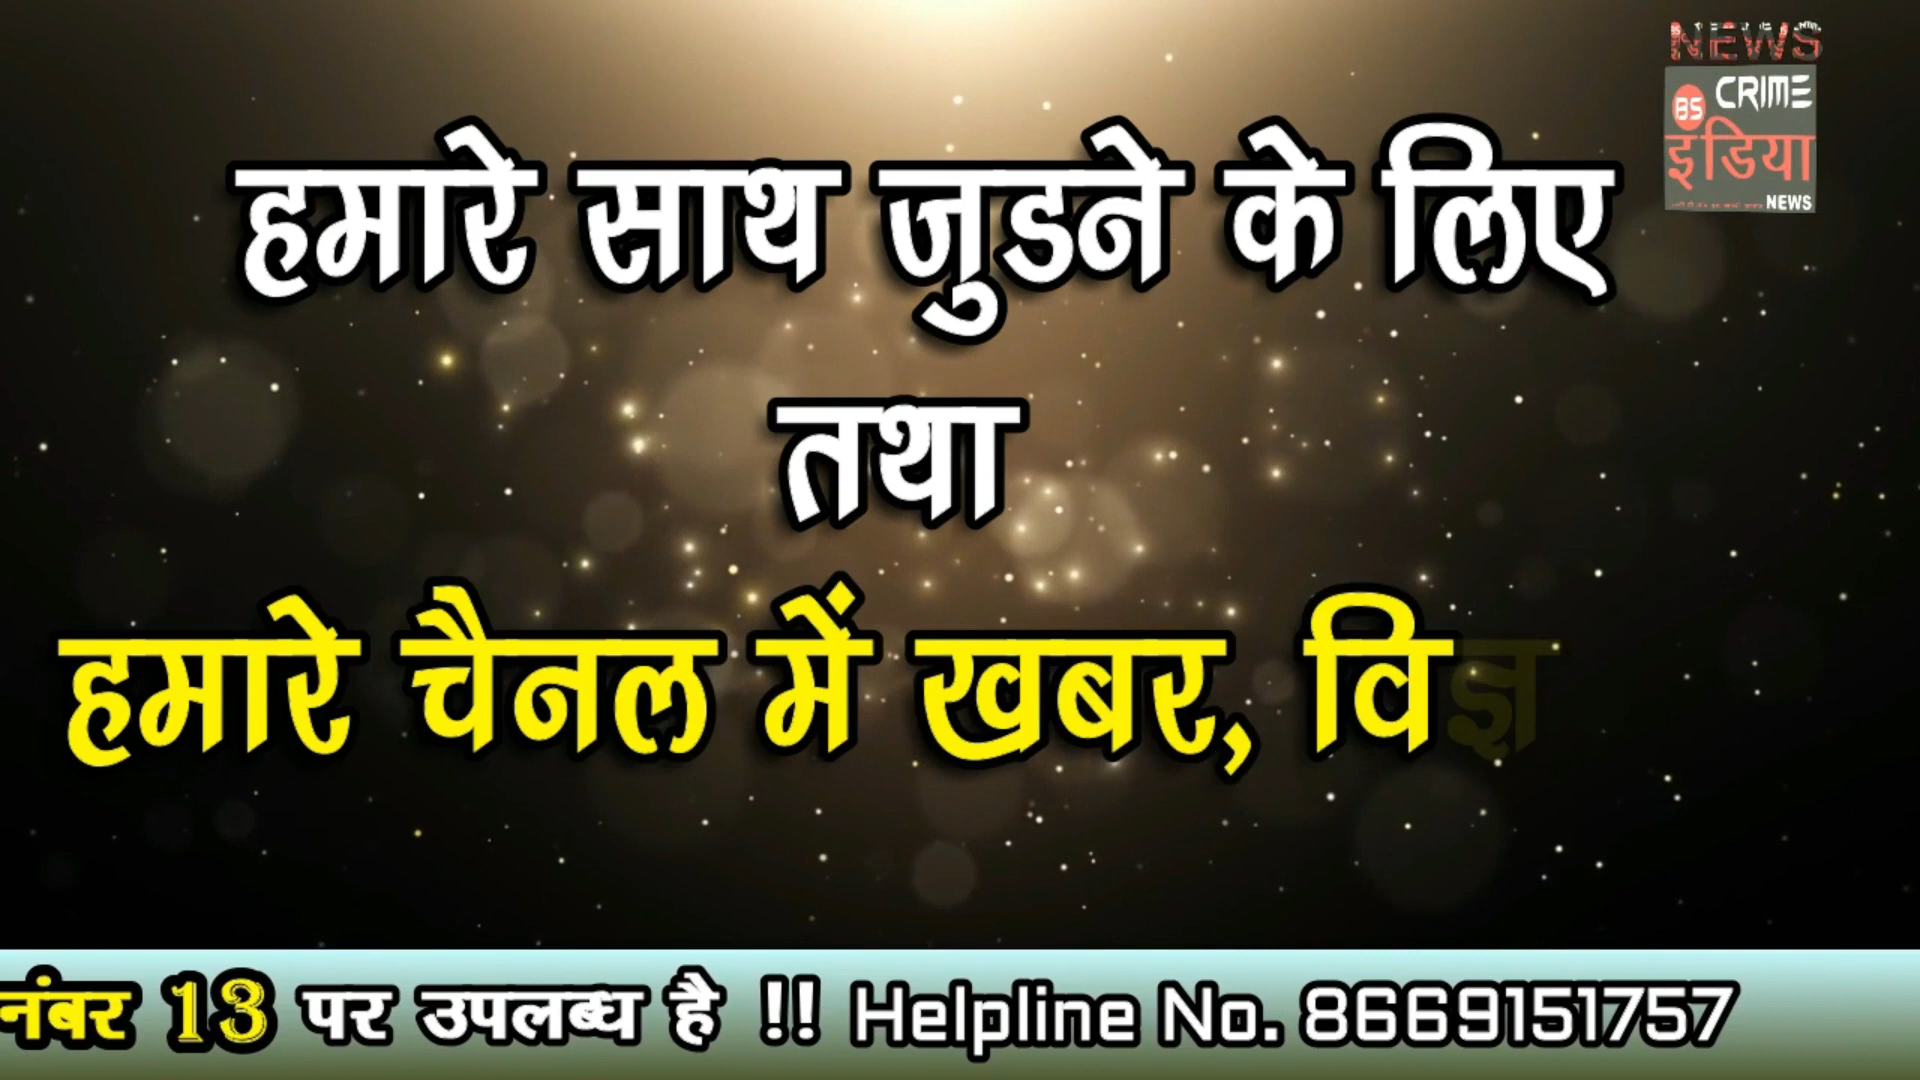 NEWS
BS CRIME
इंडिया
NEWS
हमारे साथ जुडने के लिए
तथा
हमारे चैनल में खबर, विज्ञ
नंबर 13 पर उपलब्ध है !! Helpline No. 8669151757